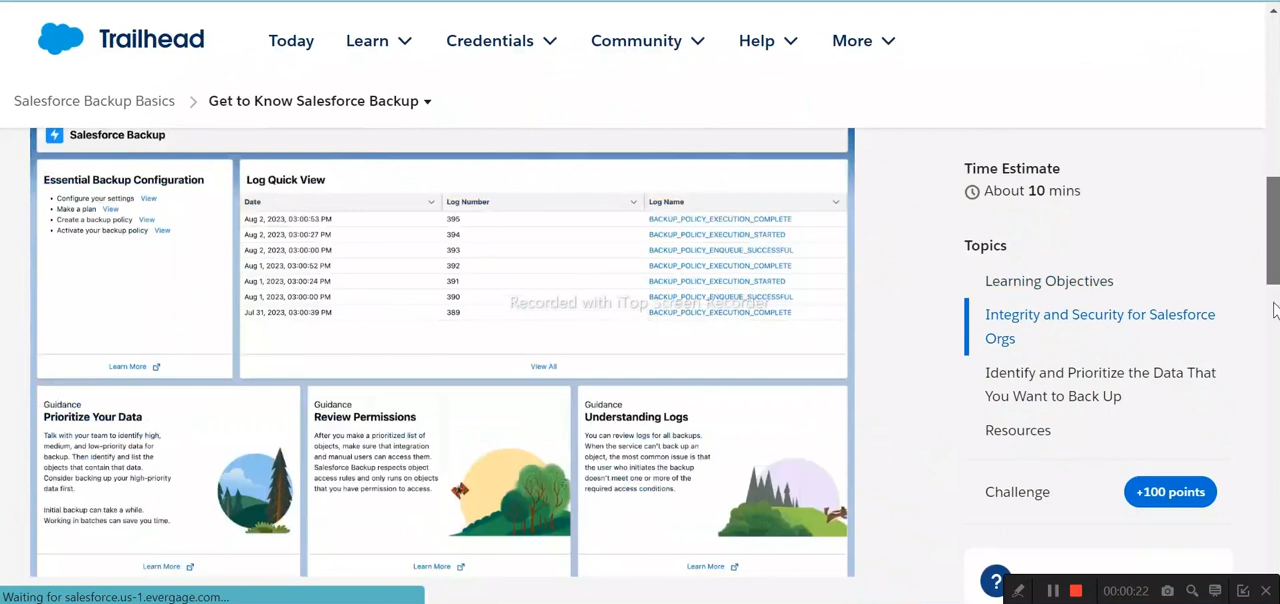 Trailhead
Today Learn Credentials Community Help More
Salesforce Backup Basics Get to Know Salesforce Backup
Salesforce Backup
Essential Backup Configuration
• Configure your settings View
• Make a plan View
• Create a backup policy View
• Activate your backup policy View
Learn More
Log Quick View
Date Log Number Log Name
Aug 2, 2023, 03:00:53 PM 395 BACKUP_POLICY_EXECUTION_COMPLETE
Aug 2, 2023, 03:00:27 PM 394 BACKUP_POLICY_EXECUTION_STARTED
Aug 2, 2023, 03:00:00 PM 393 BACKUP_POLICY_ENQUEUE_SUCCESSFUL
Aug 1, 2023, 03:00:52 PM 392 BACKUP_POLICY_EXECUTION_COMPLETE
Aug 1, 2023, 03:00:24 PM 391 BACKUP_POLICY_EXECUTION_STARTED
Aug 1, 2023, 03:00:00 PM 390 BACKUP_POLICY_ENQUEUE_SUCCESSFUL
Recorded with iTop Screen Recorder
Jul 31, 2023, 03:00:39 PM 389 BACKUP_POLICY_EXECUTION_COMPLETE
View All
Guidance
Prioritize Your Data
Talk with your team to identify high,
medium, and low-priority data for
backup. Then identify and list the
objects that contain that data.
Consider backing up your high-priority
data first.
Initial backup can take a while.
Working in batches can save you time.
Learn More
Guidance
Review Permissions
After you make a prioritized list of
objects, make sure that integration
and manual users can access them.
Salesforce Backup respects object
access rules and only runs on objects
that you have permission to access.
Learn More
Guidance
Understanding Logs
You can review logs for all backups.
When the service can't back up an
object, the most common issue is that
the user who initiates the backup
doesn't meet one or more of the
required access conditions.
Learn More
Time Estimate
About 10 mins
Topics
Learning Objectives
Integrity and Security for Salesforce
Orgs
Identify and Prioritize the Data That
You Want to Back Up
Resources
Challenge +100 points
?
00:00:22
Waiting for salesforce.us-1.evergage.com...